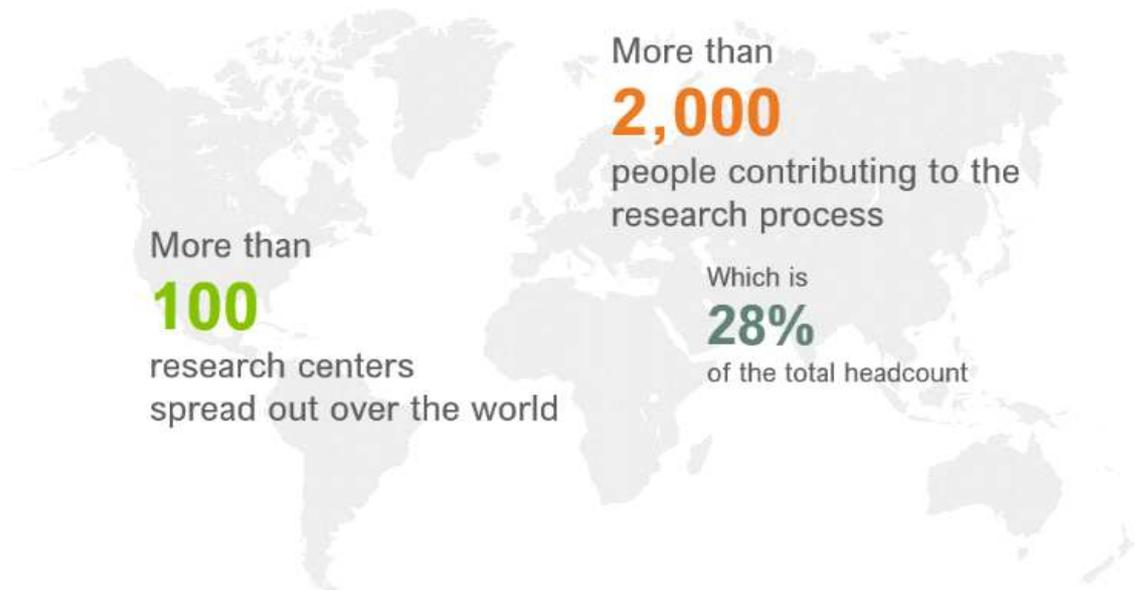 More than
100
research centers
spread out over the world
More than
2,000
people contributing to the
research process
Which is
28%
of the total headcount